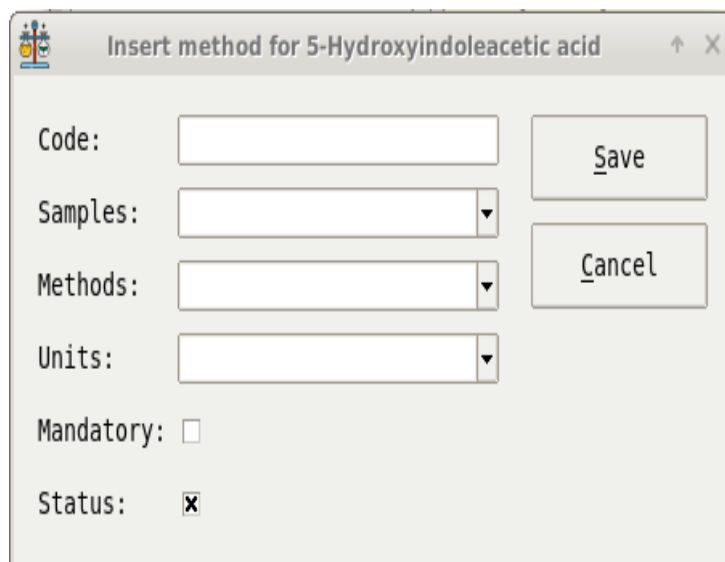 Insert method for 5-Hydroxyindoleacetic acid
Code:
Save
Samples:
Cancel
Methods:
Units:
Mandatory:
Status: